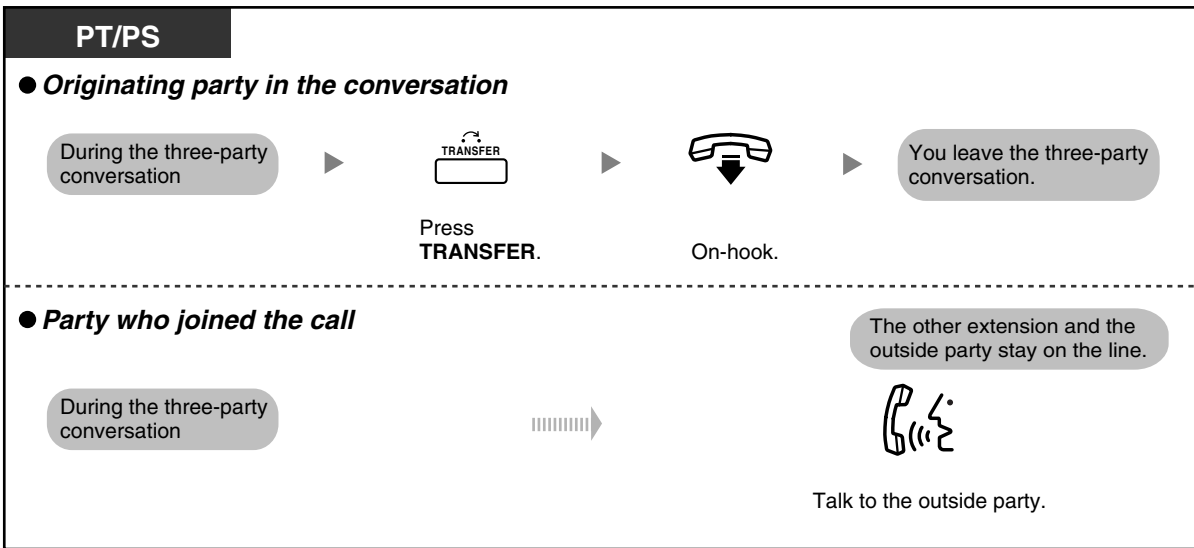 PT/PS
● Originating party in the conversation
During the three-party
conversation
TRANSFER
Press
TRANSFER.
On-hook.
You leave the three-party
conversation.
● Party who joined the call
During the three-party
conversation
The other extension and the
outside party stay on the line.
Talk to the outside party.